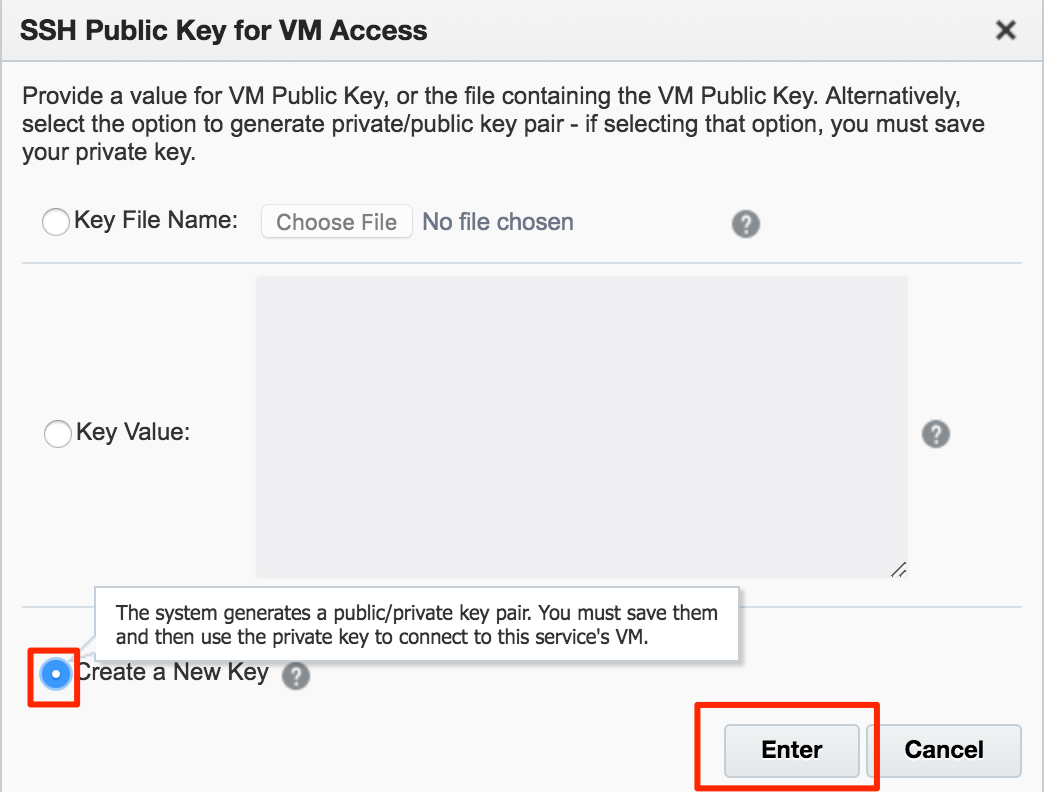 SSH Public Key for VM Access
Provide a value for VM Public Key, or the file containing the VM Public Key. Alternatively,
select the option to generate private/public key pair - if selecting that option, you must save
your private key.
Key File Name: Choose File No file chosen ?
Key Value: ?
The system generates a public/private key pair. You must save them
and then use the private key to connect to this service's VM.
Create a New Key ?
Enter Cancel